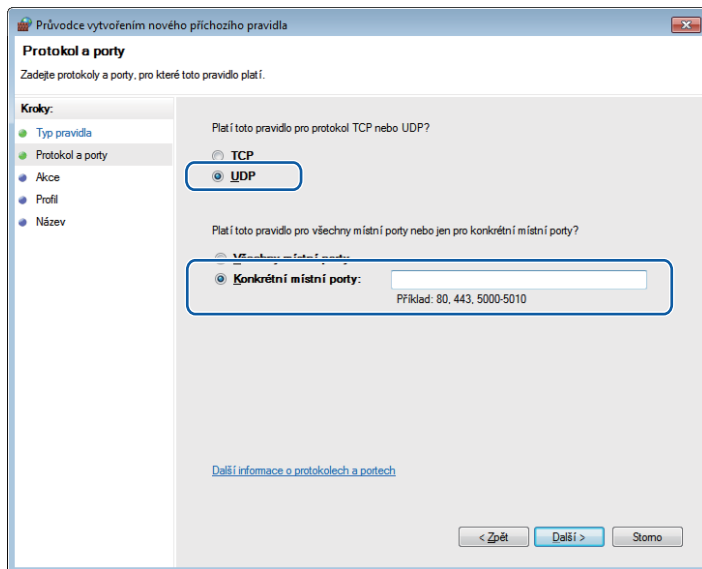 Průvodce vytvořením nového příchozího pravidla
Protokol a porty
Zadejte protokoly a porty, pro které toto pravidlo platí.
Kroky:
Typ pravidla
Protokol a porty
Akce
Profil
Název
Platí toto pravidlo pro protokol TCP nebo UDP?
TCP
UDP
Platí toto pravidlo pro všechny místní porty nebo jen pro konkrétní místní porty?
Všechny místní porty
Konkrétní místní porty:
Příklad: 80, 443, 5000-5010
Další informace o protokolech a portech
< Zpět
Další >
Storno